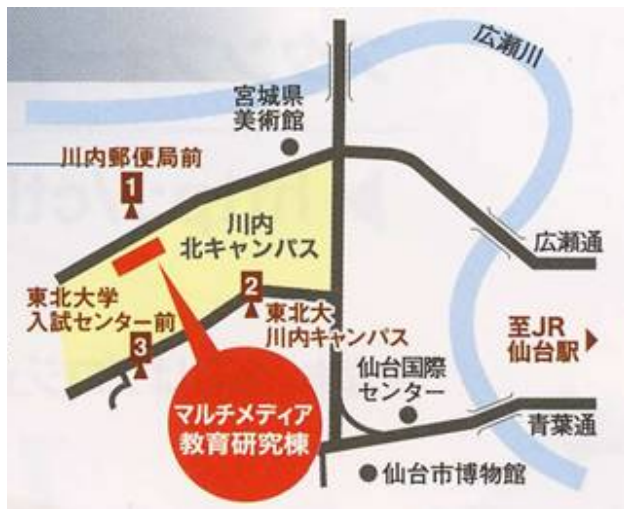 広瀬川
宮城県
美術館
川内郵便局前
1
川内
北キャンパス
広瀬通
東北大学
入試センター前
2
東北大
川内キャンパス
3
至JR
仙台駅
仙台国際
センター
マルチメディア
教育研究棟
青葉通
仙台市博物館